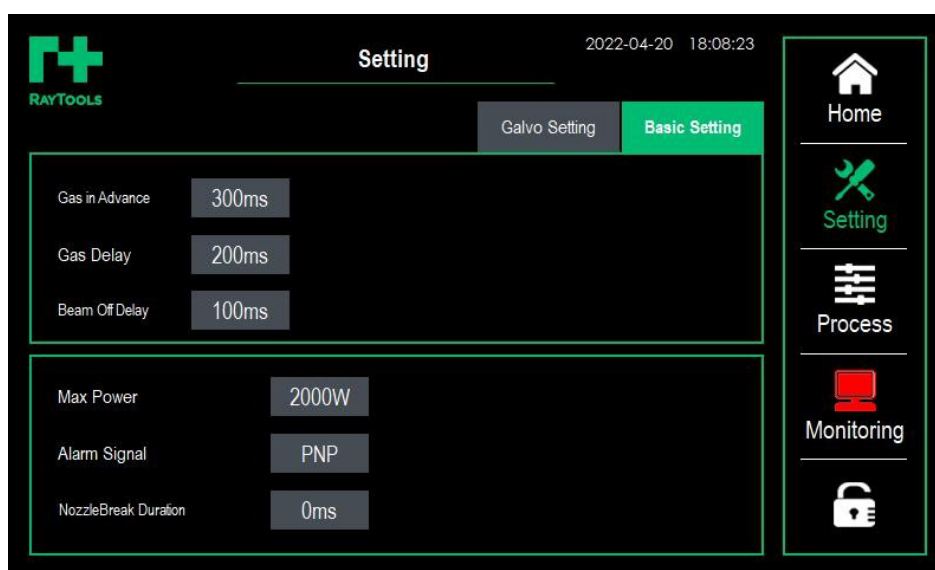 RAYTOOLS
Setting
2022-04-20 18:08:23
Galvo Setting
Basic Setting
Gas in Advance 300ms
Gas Delay 200ms
Beam Off Delay 100ms
Max Power 2000W
Alarm Signal PNP
NozzleBreak Duration 0ms
Home
Setting
Process
Monitoring